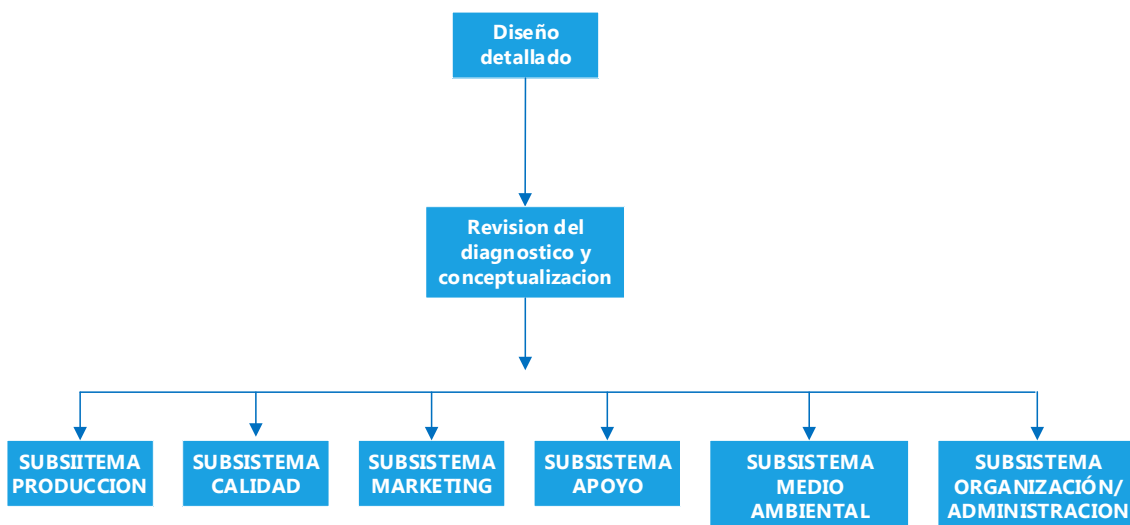 Diseño
detallado
Revision del
diagnostico y
conceptualizacion
SUBSIITEMA
PRODUCCION
SUBSISTEMA
CALIDAD
SUBSISTEMA
MARKETING
SUBSISTEMA
APOYO
SUBSISTEMA
MEDIO
AMBIENTAL
SUBSISTEMA
ORGANIZACIÓN/
ADMINISTRACION